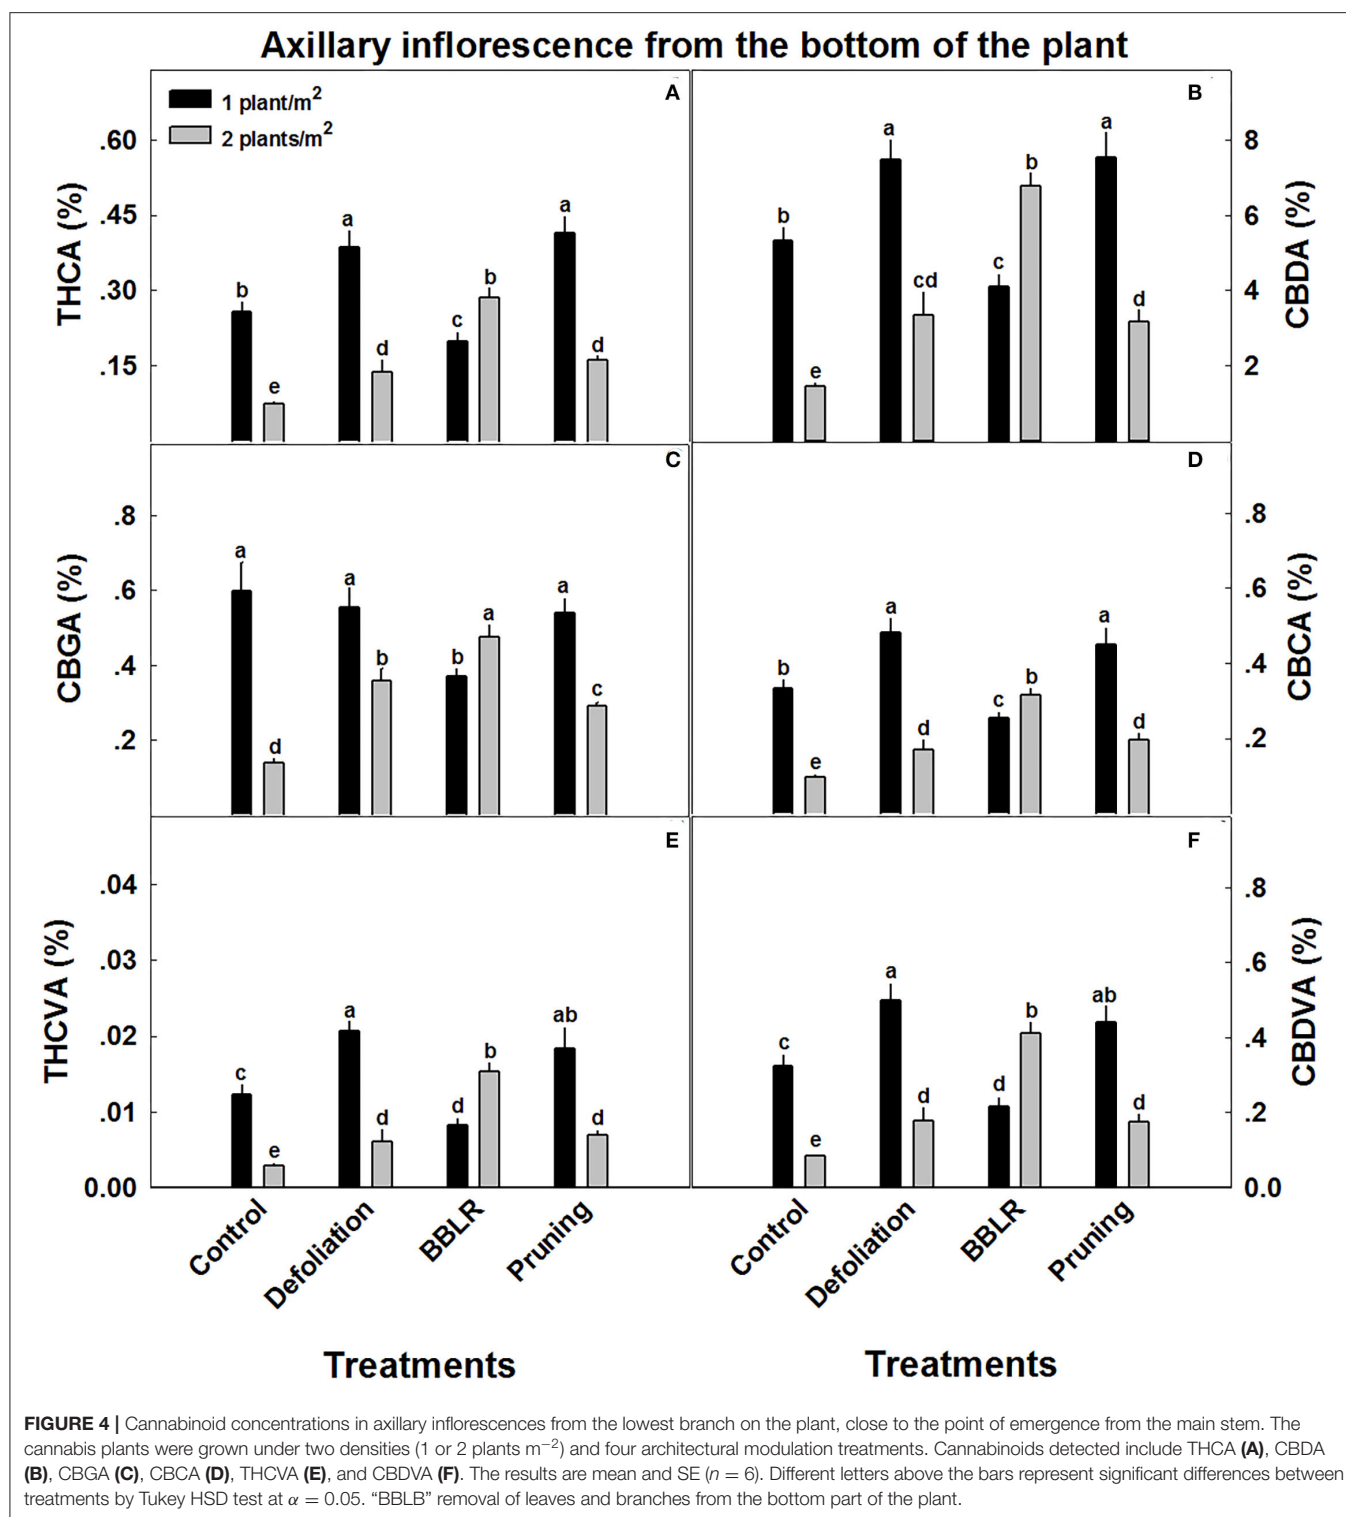 Axillary inflorescence from the bottom of the plant
1 plant/m²
2 plants/m²
A
THCA (%)
.60
.45
.30
.15
b
e
a
d
c
b
a
d
B
CBDA (%)
8
6
4
2
b
e
a
cd
c
b
a
d
C
CBGA (%)
.8
.6
.4
.2
a
d
a
b
b
a
a
c
D
CBCA (%)
.8
.6
.4
.2
b
e
a
d
c
b
a
d
E
THCVA (%)
.04
.03
.02
.01
0.00
c
e
a
d
d
b
ab
d
F
CBDVA (%)
.8
.6
.4
.2
0.0
c
e
a
d
d
b
ab
d
Control
Defoliation
BBLR
Pruning
Control
Defoliation
BBLR
Pruning
Treatments
Treatments
FIGURE 4 | Cannabinoid concentrations in axillary inflorescences from the lowest branch on the plant, close to the point of emergence from the main stem. The
cannabis plants were grown under two densities (1 or 2 plants m⁻²) and four architectural modulation treatments. Cannabinoids detected include THCA (A), CBDA
(B), CBGA (C), CBCA (D), THCVA (E), and CBDVA (F). The results are mean and SE (n = 6). Different letters above the bars represent significant differences between
treatments by Tukey HSD test at α = 0.05. “BBLB” removal of leaves and branches from the bottom part of the plant.